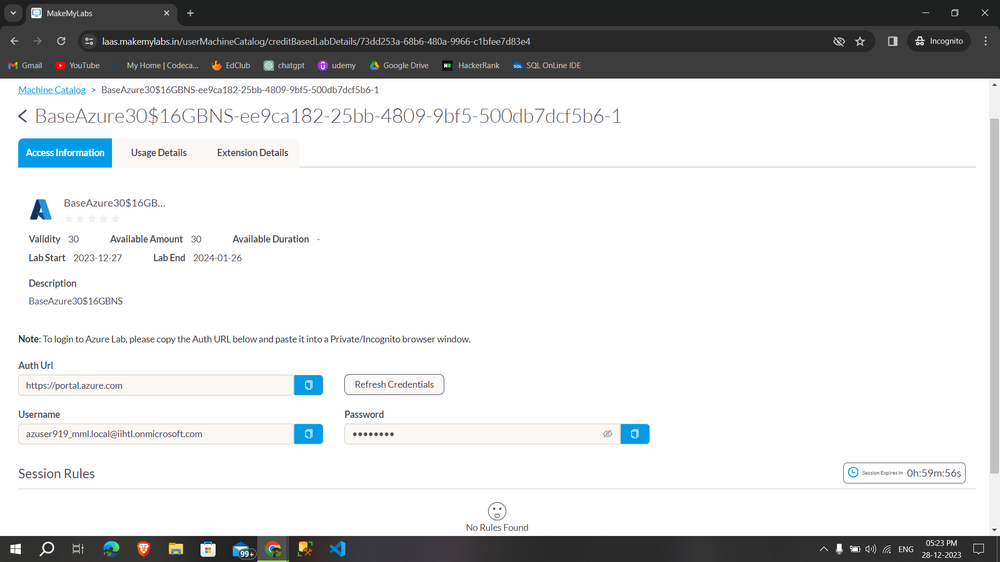 MakeMyLabs
laas.makemylabs.in/userMachineCatalog/creditBasedLabDetails/73dd253a-68b6-480a-9966-c1bfee7d83e4
Incognito
Gmail
YouTube
My Home | Codeca...
EdClub
chatgpt
udemy
Google Drive
HackerRank
SQL OnLine IDE
Machine Catalog > BaseAzure30$16GBNS-ee9ca182-25bb-4809-9bf5-500db7dcf5b6-1
BaseAzure30$16GBNS-ee9ca182-25bb-4809-9bf5-500db7dcf5b6-1
Access Information
Usage Details
Extension Details
BaseAzure30$16GB...
Validity 30 Available Amount 30 Available Duration -
Lab Start 2023-12-27 Lab End 2024-01-26
Description
BaseAzure30$16GBNS
Note: To login to Azure Lab, please copy the Auth URL below and paste it into a Private/Incognito browser window.
Auth Url
https://portal.azure.com
Refresh Credentials
Username
Password
azuser919_mml.local@iihtl.onmicrosoft.com
••••••••
Session Rules
Session Expires In 0h:59m:56s
No Rules Found
99+
ENG
05:23 PM
28-12-2023